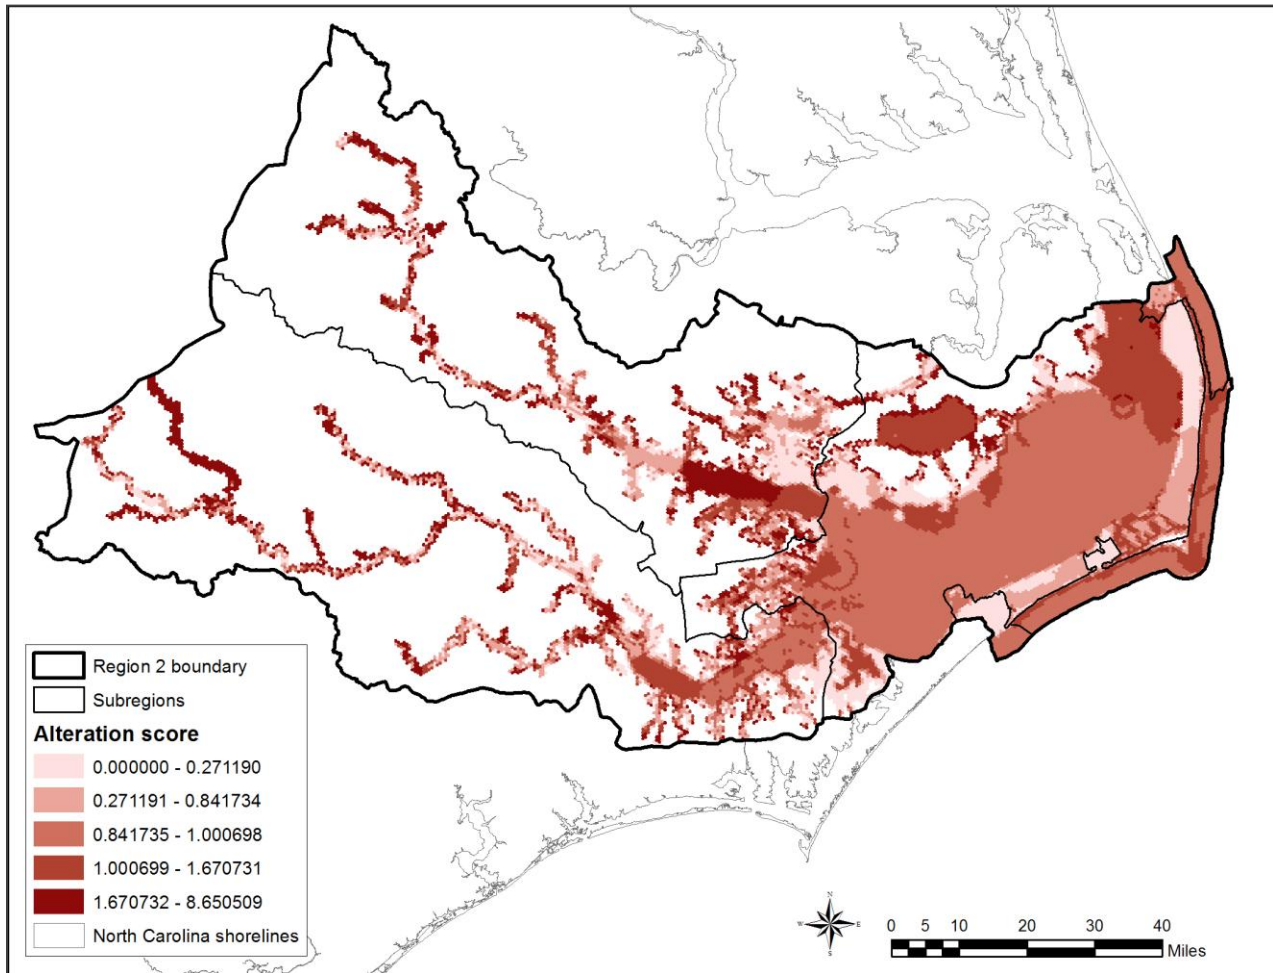 Region 2 boundary
Subregions
Alteration score
0.000000 - 0.271190
0.271191 - 0.841734
0.841735 - 1.000698
1.000699 - 1.670731
1.670732 - 8.650509
North Carolina shorelines
N
W E
S
0 5 10 20 30 40
Miles